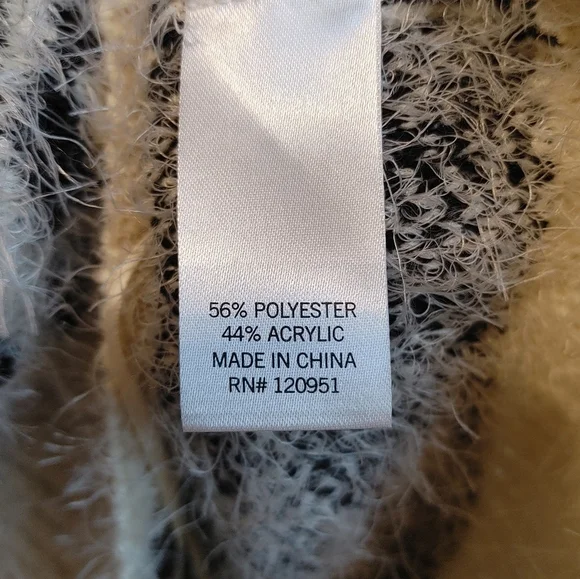 56% POLYESTER
44% ACRYLIC
MADE IN CHINA
RN# 120951